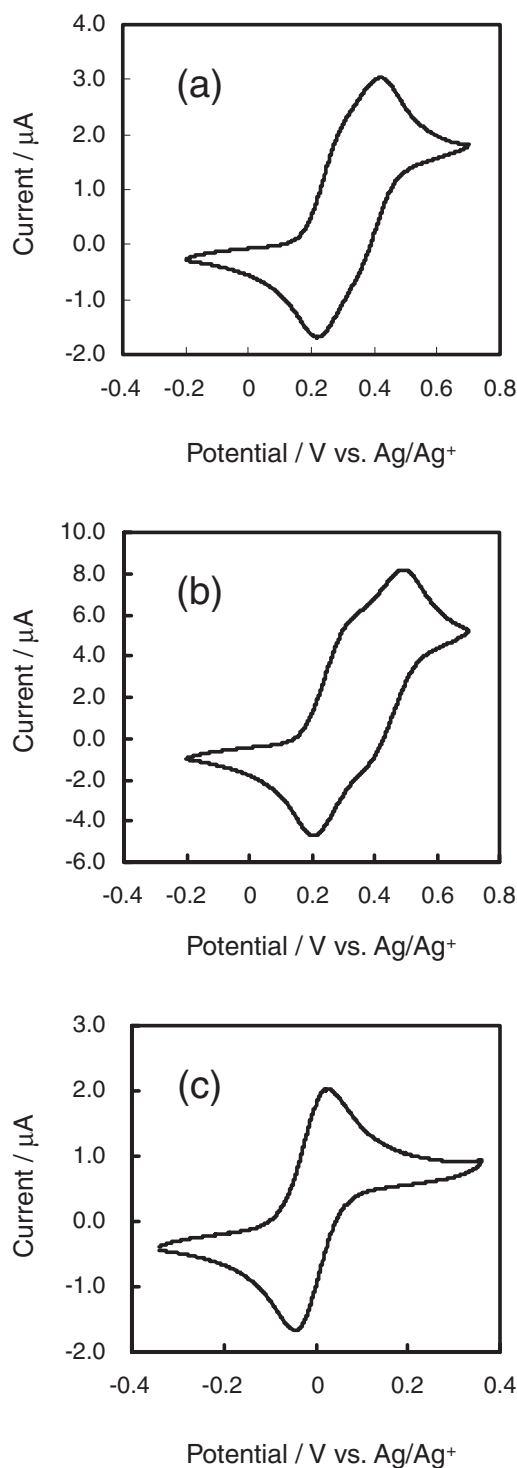 4.0
3.0
2.0
1.0
0.0
-1.0
-2.0
Current / μA
(a)
-0.4 -0.2 0 0.2 0.4 0.6 0.8
Potential / V vs. Ag/Ag⁺
10.0
8.0
6.0
4.0
2.0
0.0
-2.0
-4.0
-6.0
Current / μA
(b)
-0.4 -0.2 0 0.2 0.4 0.6 0.8
Potential / V vs. Ag/Ag⁺
3.0
2.0
1.0
0.0
-1.0
-2.0
Current / μA
(c)
-0.4 -0.2 0 0.2 0.4
Potential / V vs. Ag/Ag⁺